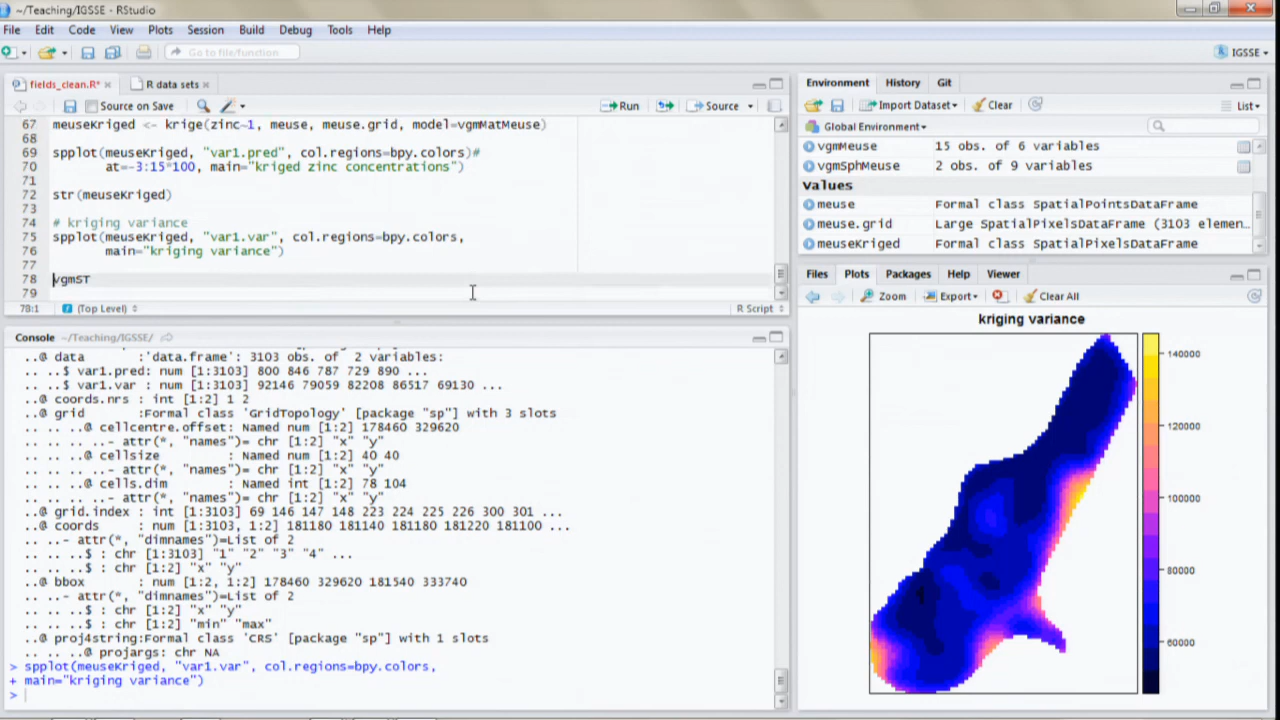 ~/Teaching/IGSSE - RStudio
File Edit Code View Plots Session Build Debug Tools Help
Go to file/function
IGSSE
fields_clean.R* R data sets
Source on Save Run Source
67 meuseKriged <- krige(zinc~1, meuse, meuse.grid, model=vgmMatMeuse)
68
69 spplot(meuseKriged, "var1.pred", col.regions=bpy.colors)#
70 at=-3:15*100, main="kriged zinc concentrations")
71
72 str(meuseKriged)
73
74 # kriging variance
75 spplot(meuseKriged, "var1.var", col.regions=bpy.colors,
76 main="kriging variance")
77
78 vgmST
79
78:1 (Top Level) R Script
Console ~/Teaching/IGSSE/
..@ data :'data.frame': 3103 obs. of 2 variables:
.. ..$ var1.pred: num [1:3103] 800 846 787 729 890 ...
.. ..$ var1.var : num [1:3103] 92146 79059 82208 86517 69130 ...
..@ coords.nrs : int [1:2] 1 2
..@ grid :Formal class 'GridTopology' [package "sp"] with 3 slots
.. .. ..@ cellcentre.offset: Named num [1:2] 178460 329620
.. .. .. ..- attr(*, "names")= chr [1:2] "x" "y"
.. .. ..@ cellsize : Named num [1:2] 40 40
.. .. .. ..- attr(*, "names")= chr [1:2] "x" "y"
.. .. ..@ cells.dim : Named int [1:2] 78 104
.. .. .. ..- attr(*, "names")= chr [1:2] "x" "y"
..@ grid.index : int [1:3103] 69 146 147 148 223 224 225 226 300 301 ...
..@ coords : num [1:3103, 1:2] 181180 181140 181180 181220 181100 ...
.. ..- attr(*, "dimnames")=List of 2
.. .. ..$ : chr [1:3103] "1" "2" "3" "4" ...
.. .. ..$ : chr [1:2] "x" "y"
..@ bbox : num [1:2, 1:2] 178460 329620 181540 333740
.. ..- attr(*, "dimnames")=List of 2
.. .. ..$ : chr [1:2] "x" "y"
.. .. ..$ : chr [1:2] "min" "max"
..@ proj4string:Formal class 'CRS' [package "sp"] with 1 slots
.. .. ..@ projargs: chr NA
> spplot(meuseKriged, "var1.var", col.regions=bpy.colors,
+ main="kriging variance")
>
Environment History Git
Import Dataset Clear List
Global Environment
vgmMeuse 15 obs. of 6 variables
vgmSphMeuse 2 obs. of 9 variables
Values
meuse Formal class SpatialPointsDataFrame
meuse.grid Large SpatialPixelsDataFrame (3103 elemen...
meuseKriged Formal class SpatialPixelsDataFrame
Files Plots Packages Help Viewer
Zoom Export Clear All
kriging variance
140000
120000
100000
80000
60000